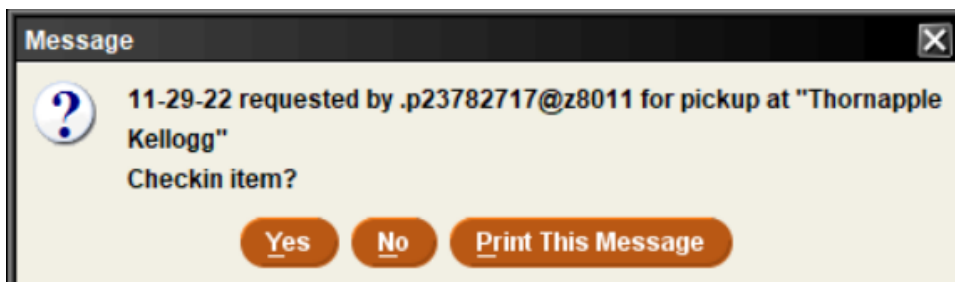 Message
11-29-22 requested by .p23782717@z8011 for pickup at "Thornapple
Kellogg"
Checkin item?
Yes No Print This Message